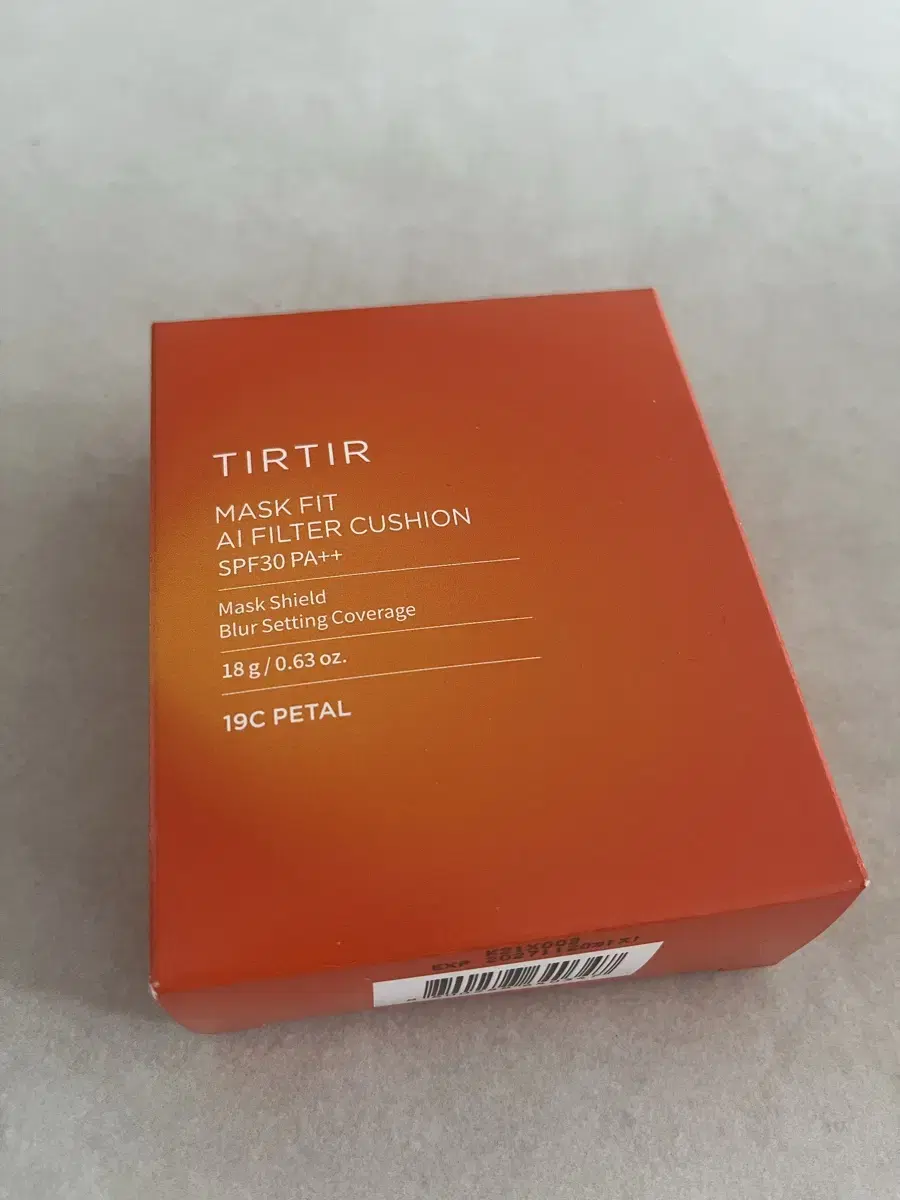 TIRTIR
MASK FIT
AI FILTER CUSHION
SPF30 PA++
Mask Shield
Blur Setting Coverage
18 g / 0.63 oz.
19C PETAL
EXP